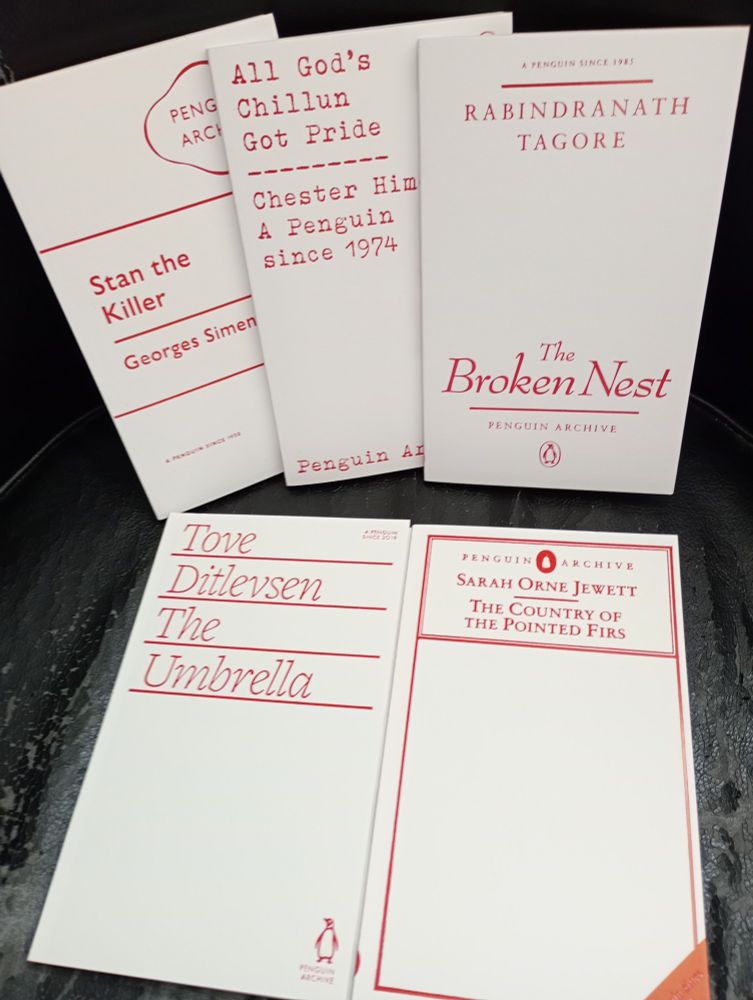 PENG
ARCH
Stan the
Killer
Georges Simen
A PENGUIN SINCE 1952
All God's
Chillun
Got Pride
Chester Him
A Penguin
since 1974
Penguin Ar
A PENGUIN SINCE 1985
RABINDRANATH
TAGORE
The
Broken Nest
PENGUIN ARCHIVE
Tove
Ditlevsen
The
Umbrella
A PENGUIN
SINCE 2019
PENGUIN
ARCHIVE
PENGUIN ARCHIVE
SARAH ORNE JEWETT
THE COUNTRY OF
THE POINTED FIRS